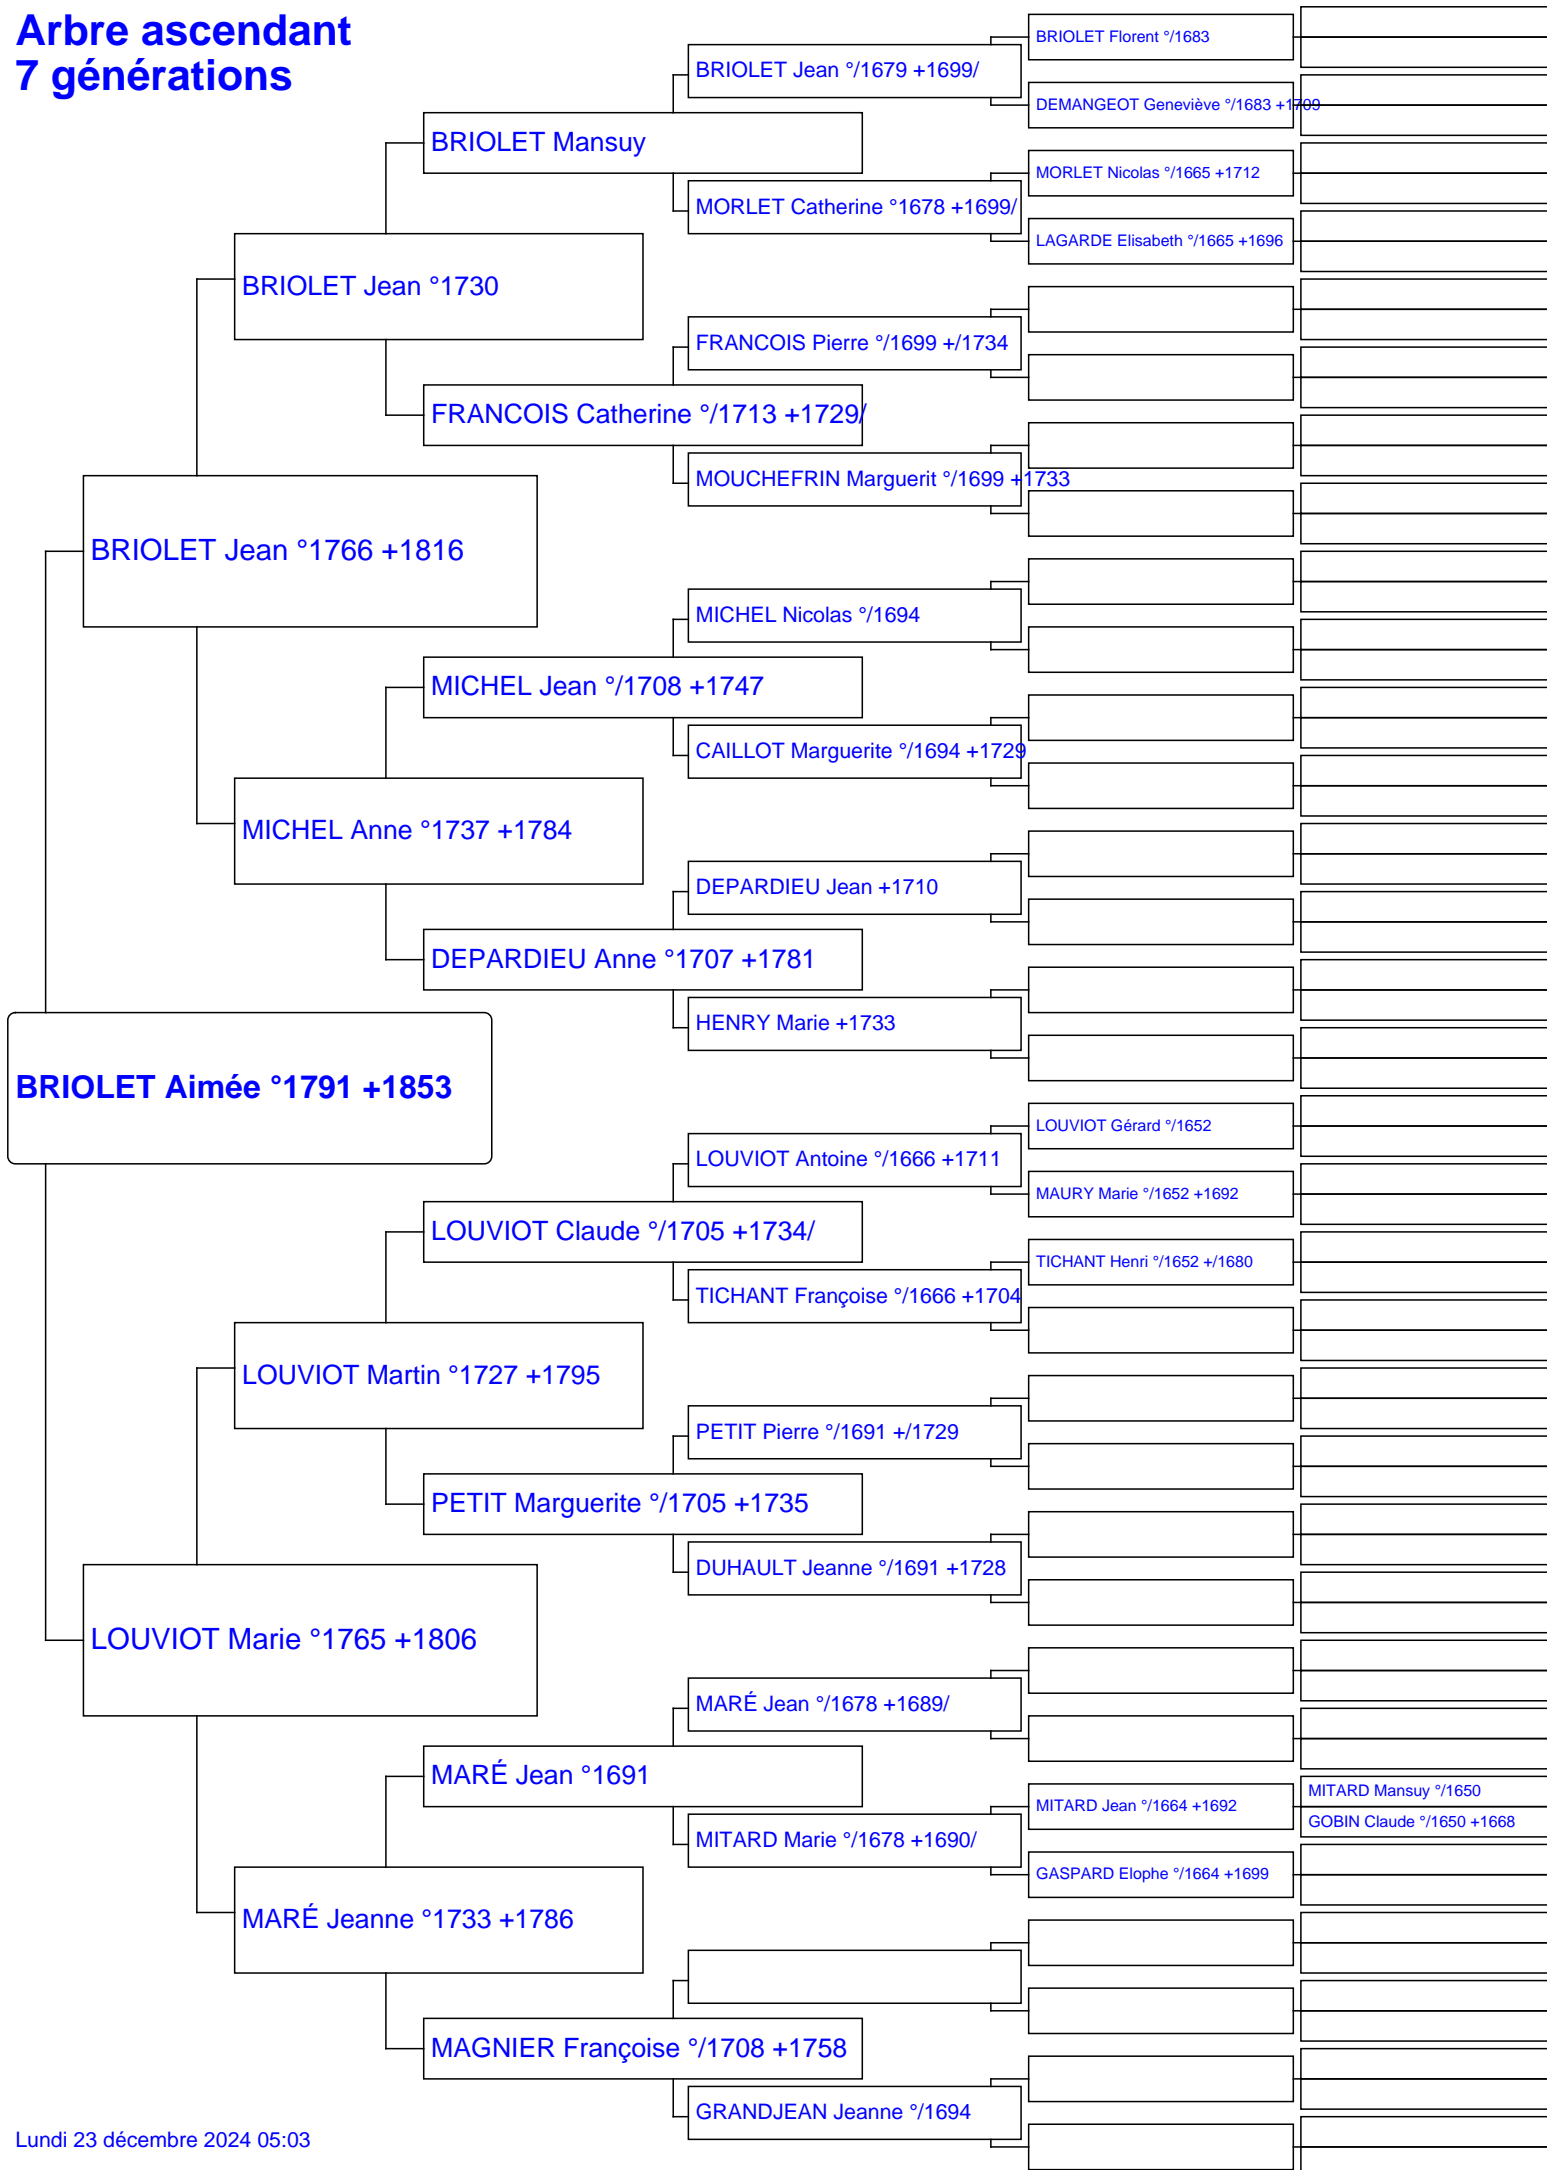 Arbre ascendant
7 générations
BRIOLET Florent °/1683
BRIOLET Jean °/1679 +1699/
DEMANGEOT Geneviève °/1683 +1709
BRIOLET Mansuy
MORLET Nicolas °/1665 +1712
MORLET Catherine °1678 +1699/
LAGARDE Elisabeth °/1665 +1696
BRIOLET Jean °1730
FRANCOIS Pierre °/1699 +/1734
FRANCOIS Catherine °/1713 +1729/
MOUCHEFRIN Marguerit °/1699 +1733
BRIOLET Jean °1766 +1816
MICHEL Nicolas °/1694
MICHEL Jean °/1708 +1747
CAILLOT Marguerite °/1694 +1729
MICHEL Anne °1737 +1784
DEPARDIEU Jean +1710
DEPARDIEU Anne °1707 +1781
HENRY Marie +1733
BRIOLET Aimée °1791 +1853
LOUVIOT Gérard °/1652
LOUVIOT Antoine °/1666 +1711
MAURY Marie °/1652 +1692
LOUVIOT Claude °/1705 +1734/
TICHANT Henri °/1652 +/1680
TICHANT Françoise °/1666 +1704
LOUVIOT Martin °1727 +1795
PETIT Pierre °/1691 +/1729
PETIT Marguerite °/1705 +1735
DUHAULT Jeanne °/1691 +1728
LOUVIOT Marie °1765 +1806
MARÉ Jean °/1678 +1689/
MARÉ Jean °1691
MITARD Mansuy °/1650
MITARD Jean °/1664 +1692
GOBIN Claude °/1650 +1668
MITARD Marie °/1678 +1690/
GASPARD Elophe °/1664 +1699
MARÉ Jeanne °1733 +1786
MAGNIER Françoise °/1708 +1758
GRANDJEAN Jeanne °/1694
Lundi 23 décembre 2024 05:03